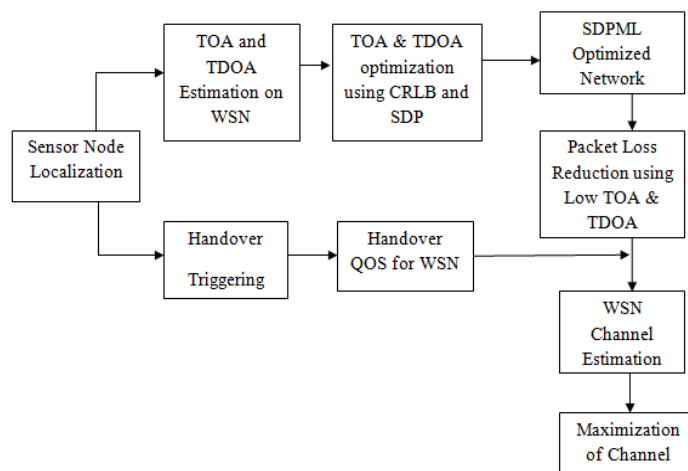 TOA and
TDOA
Estimation on
WSN
TOA & TDOA
optimization
using CRLB and
SDP
SDPML
Optimized
Network
Sensor Node
Localization
Packet Loss
Reduction using
Low TOA &
TDOA
Handover
Triggering
Handover
QOS for WSN
WSN
Channel
Estimation
Maximization
of Channel